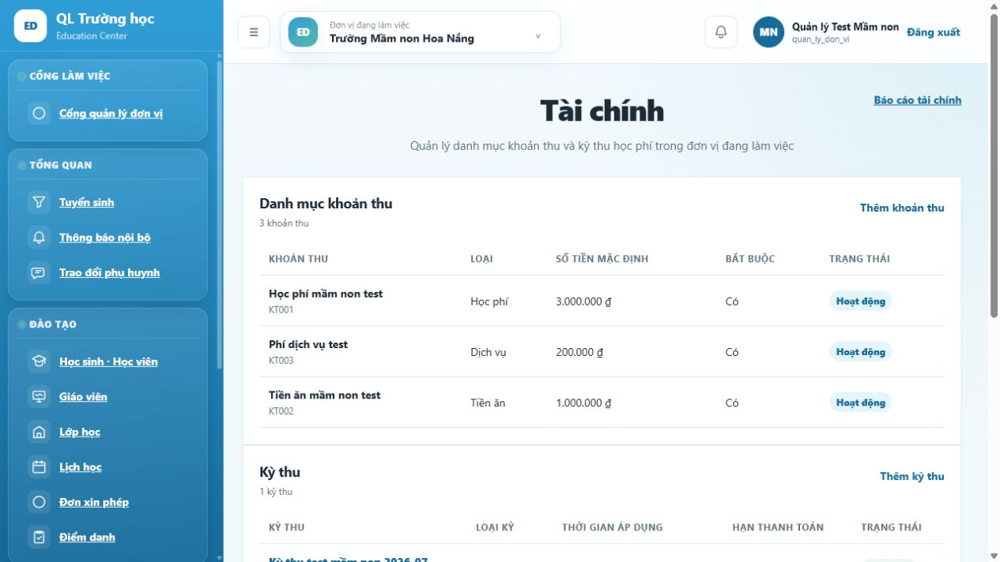 ED
QL Trường học
Education Center
CỔNG LÀM VIỆC
Cổng quản lý đơn vị
TỔNG QUAN
Tuyển sinh
Thông báo nội bộ
Trao đổi phụ huynh
ĐÀO TẠO
Học sinh · Học viên
Giáo viên
Lớp học
Lịch học
Đơn xin phép
Điểm danh
ED
Đơn vị đang làm việc
Trường Mầm non Hoa Nắng
MN
Quản lý Test Mầm non
quan_ly_don_vi
Đăng xuất
Tài chính
Báo cáo tài chính
Quản lý danh mục khoản thu và kỳ thu học phí trong đơn vị đang làm việc
Danh mục khoản thu
3 khoản thu
Thêm khoản thu
KHOẢN THU LOẠI SỐ TIỀN MẶC ĐỊNH BẮT BUỘC TRẠNG THÁI
Học phí mầm non test
KT001
Học phí 3.000.000 ₫ Có Hoạt động
Phí dịch vụ test
KT003
Dịch vụ 200.000 ₫ Có Hoạt động
Tiền ăn mầm non test
KT002
Tiền ăn 1.000.000 ₫ Có Hoạt động
Kỳ thu
1 kỳ thu
Thêm kỳ thu
KỲ THU LOẠI KỲ THỜI GIAN ÁP DỤNG HẠN THANH TOÁN TRẠNG THÁI
Kỳ thu test mầm non 2026-07